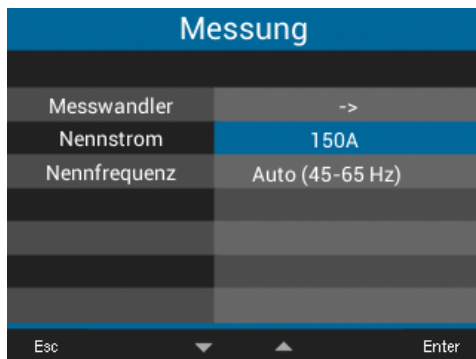 Messung
Messwandler ->
Nennstrom 150A
Nennfrequenz Auto (45-65 Hz)
Esc Enter